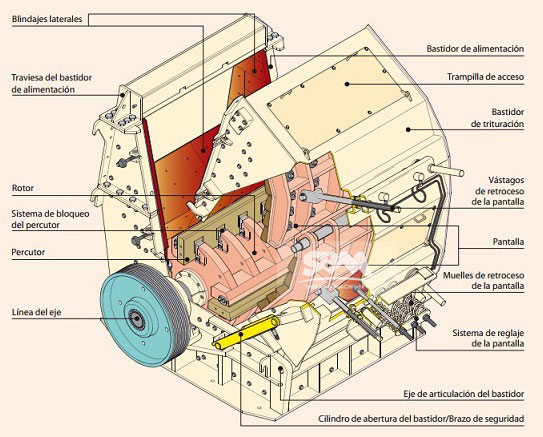 Blindajes laterales
Traviesa del bastidor
de alimentación
Rotor
Sistema de bloqueo
del percutor
Percutor
Línea del eje
Bastidor de alimentación
Trampilla de acceso
Bastidor
de trituración
Vástagos
de retroceso
de la pantalla
Pantalla
Muelles de retroceso
de la pantalla
Sistema de reglaje
de la pantalla
Eje de articulación del bastidor
Cilindro de abertura del bastidor/Brazo de seguridad